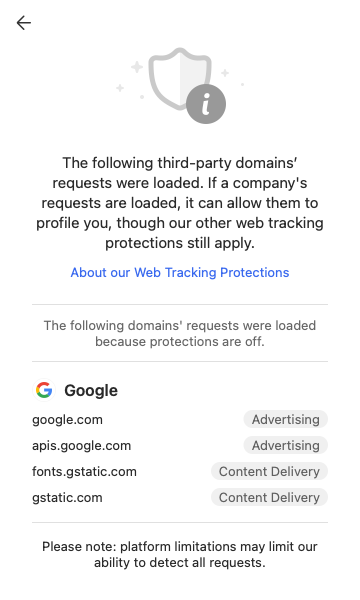 The following third-party domains’
requests were loaded. If a company's
requests are loaded, it can allow them to
profile you, though our other web tracking
protections still apply.
About our Web Tracking Protections
The following domains' requests were loaded
because protections are off.
Google
google.com Advertising
apis.google.com Advertising
fonts.gstatic.com Content Delivery
gstatic.com Content Delivery
Please note: platform limitations may limit our
ability to detect all requests.